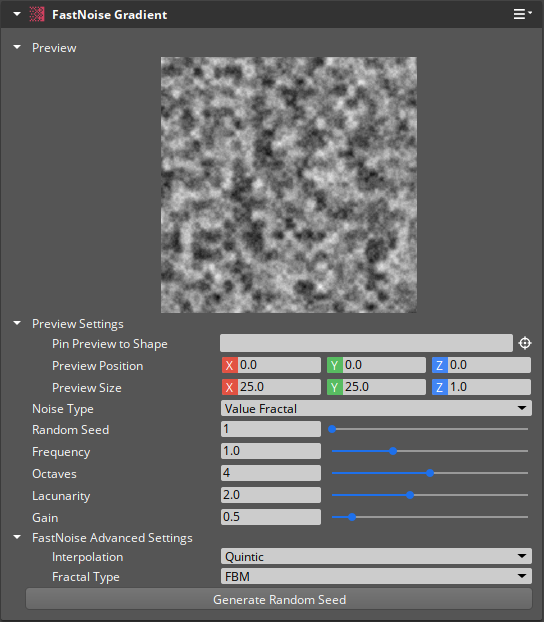 FastNoise Gradient
Preview
Preview Settings
Pin Preview to Shape
Preview Position X 0.0 Y 0.0 Z 0.0
Preview Size X 25.0 Y 25.0 Z 1.0
Noise Type Value Fractal
Random Seed 1
Frequency 1.0
Octaves 4
Lacunarity 2.0
Gain 0.5
FastNoise Advanced Settings
Interpolation Quintic
Fractal Type FBM
Generate Random Seed